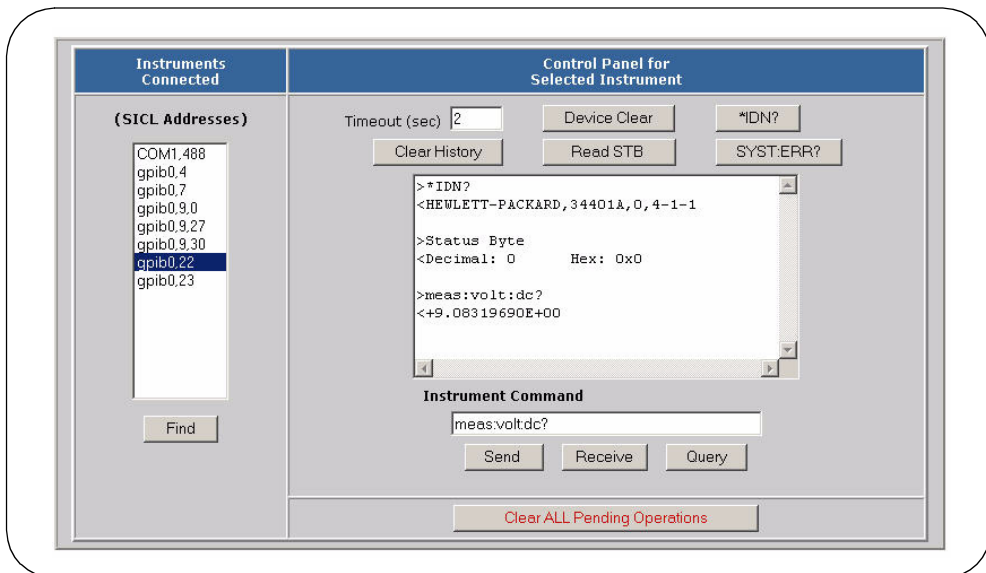 Instruments
Connected
Control Panel for
Selected Instrument
(SICL Addresses)
COM1,488
gpib0,4
gpib0,7
gpib0,9,0
gpib0,9,27
gpib0,9,30
gpib0,22
gpib0,23
Find
Timeout (sec) 2 Device Clear *IDN?
Clear History Read STB SYST:ERR?
>*IDN?
<HEWLETT-PACKARD,34401A,0,4-1-1
>Status Byte
<Decimal: 0 Hex: 0x0
>meas:volt:dc?
<+9.08319690E+00
Instrument Command
meas:volt:dc?
Send Receive Query
Clear ALL Pending Operations